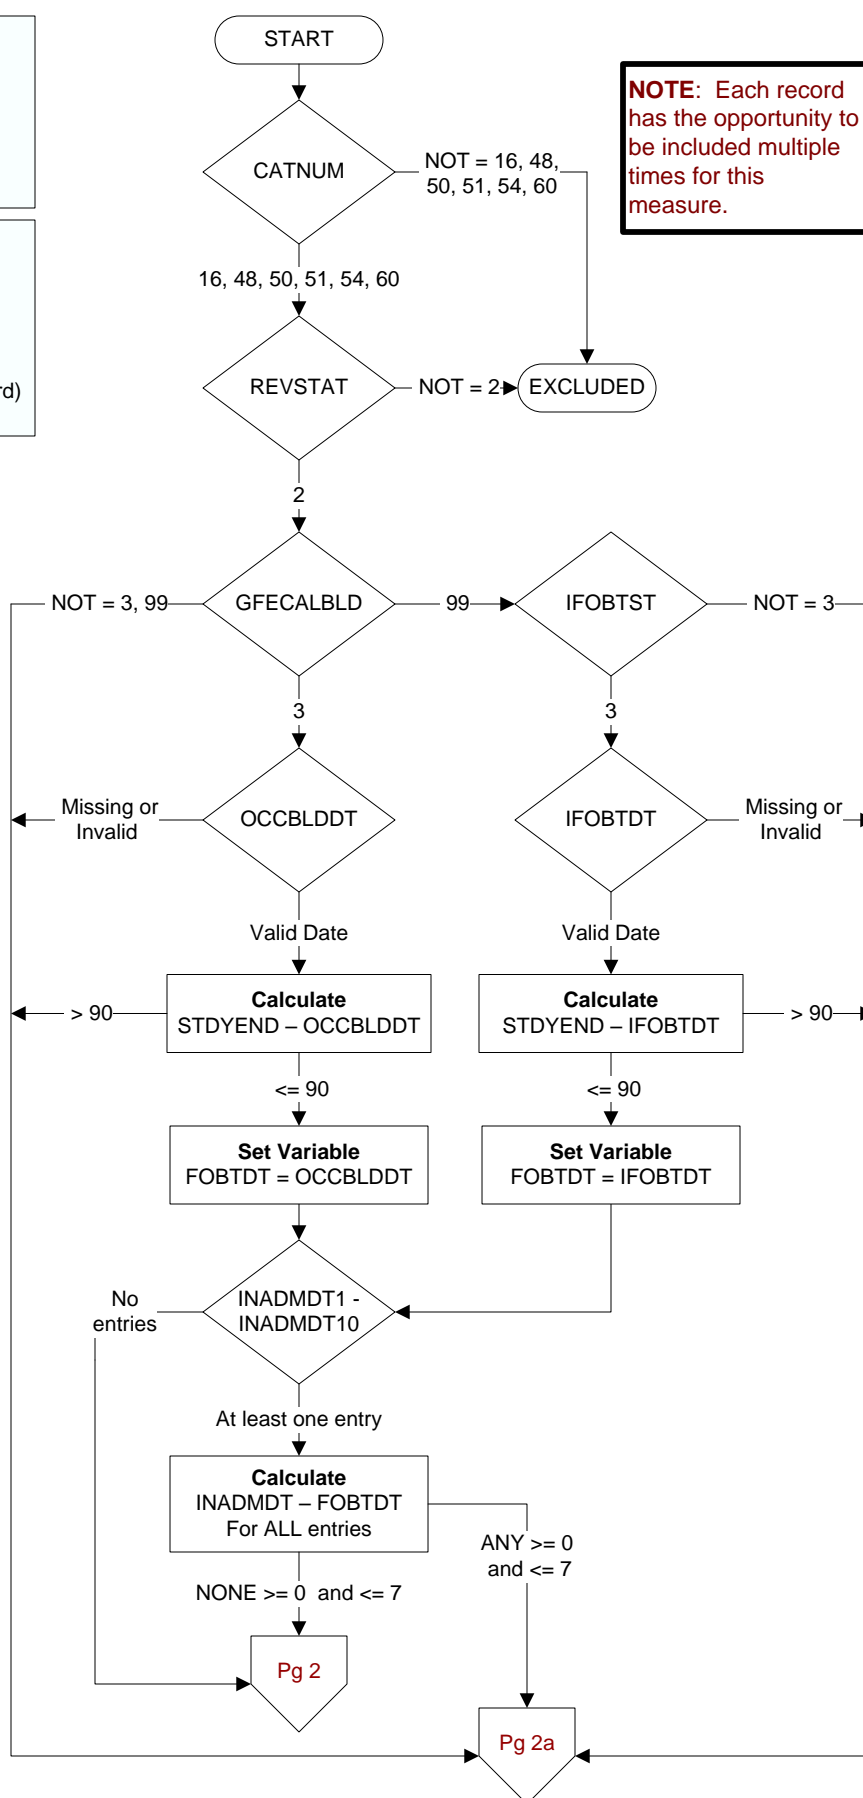 START
NOTE: Each record
has the opportunity to
be included multiple
times for this
measure.
CATNUM
NOT = 16, 48,
50, 51, 54, 60
16, 48, 50, 51, 54, 60
REVSTAT
NOT = 2
EXCLUDED
rd)
2
NOT = 3, 99
GFECALBLD
99
IFOBTST
NOT = 3
3
3
Missing or
Invalid
OCCBLDDT
IFOBTDT
Missing or
Invalid
Valid Date
Valid Date
> 90
Calculate
STDYEND – OCCBLDDT
Calculate
STDYEND – IFOBTDT
> 90
<= 90
<= 90
Set Variable
FOBTDT = OCCBLDDT
Set Variable
FOBTDT = IFOBTDT
No
entries
INADMDT1 -
INADMDT10
At least one entry
Calculate
INADMDT – FOBTDT
For ALL entries
ANY >= 0
and <= 7
NONE >= 0 and <= 7
Pg 2
Pg 2a